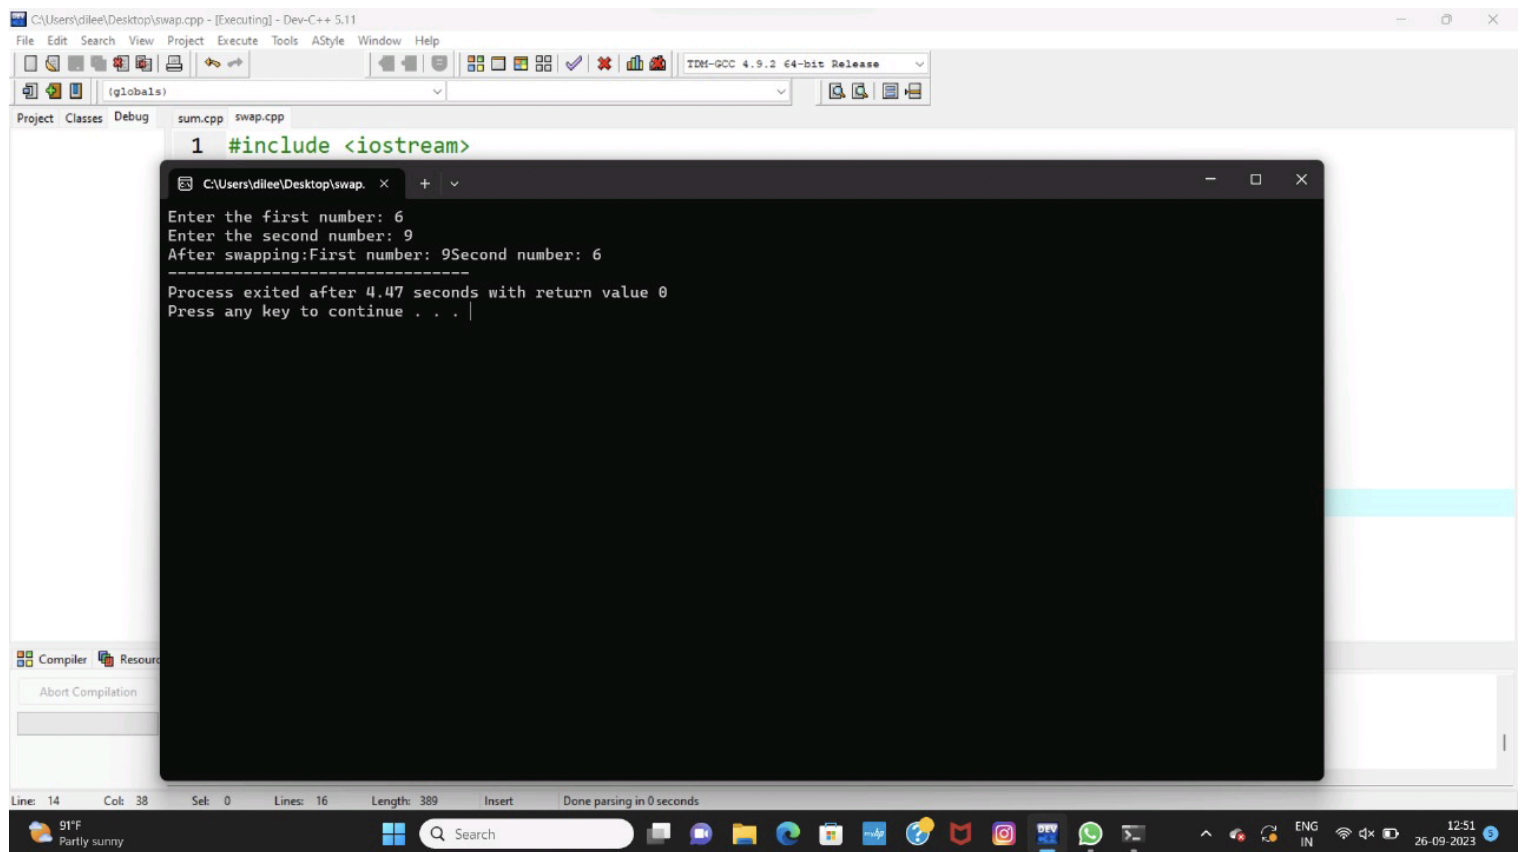 C:\Users\dilee\Desktop\swap.cpp - [Executing] - Dev-C++ 5.11
File Edit Search View Project Execute Tools AStyle Window Help
TDM-GCC 4.9.2 64-bit Release
(globals)
Project Classes Debug sum.cpp swap.cpp
1 #include <iostream>
C:\Users\dilee\Desktop\swap.
Enter the first number: 6
Enter the second number: 9
After swapping:First number: 9Second number: 6
--------------------------------
Process exited after 4.47 seconds with return value 0
Press any key to continue . . .
Compiler Resourc
Abort Compilation
Line: 14 Col: 38 Sel: 0 Lines: 16 Length: 389 Insert Done parsing in 0 seconds
91°F
Partly sunny
Search
DEV
ENG
IN
12:51
26-09-2023
5